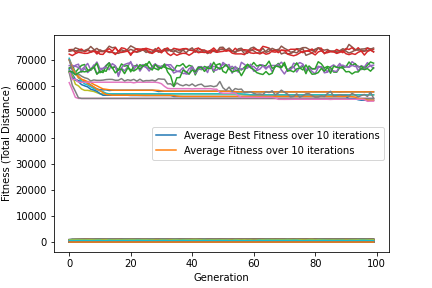 70000
60000
50000
40000
30000
20000
10000
0
Fitness (Total Distance)
Average Best Fitness over 10 iterations
Average Fitness over 10 iterations
0 20 40 60 80 100
Generation